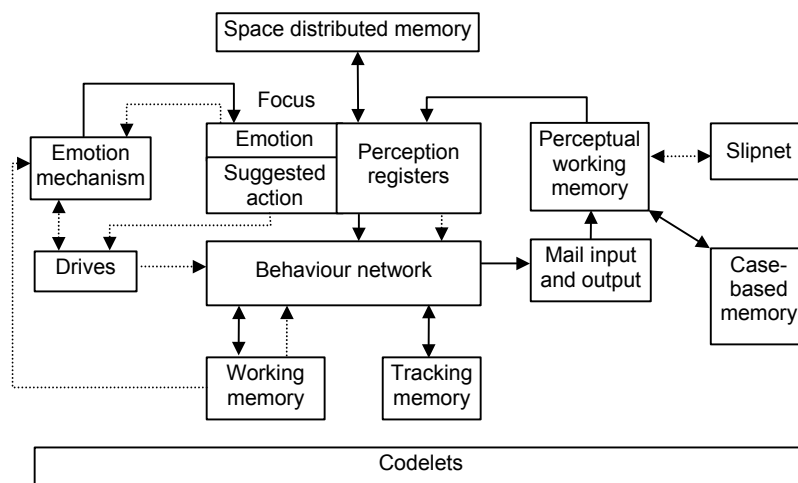 Space distributed memory
Focus
Emotion
mechanism
Emotion
Suggested
action
Perception
registers
Perceptual
working
memory
Slipnet
Drives
Behaviour network
Mail input
and output
Case-
based
memory
Working
memory
Tracking
memory
Codelets